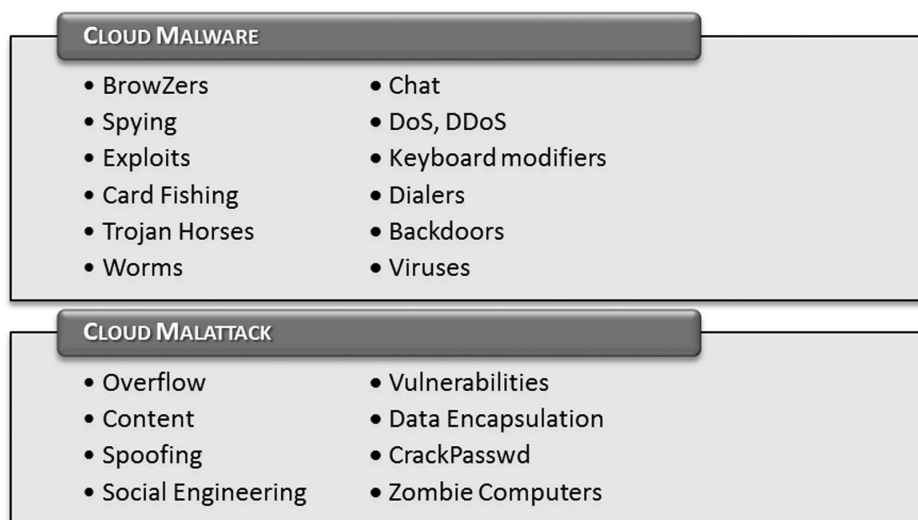 CLOUD MALWARE
• BrowZers
• Spying
• Exploits
• Card Fishing
• Trojan Horses
• Worms
• Chat
• DoS, DDoS
• Keyboard modifiers
• Dialers
• Backdoors
• Viruses
CLOUD MALATTACK
• Overflow
• Content
• Spoofing
• Social Engineering
• Vulnerabilities
• Data Encapsulation
• CrackPasswd
• Zombie Computers